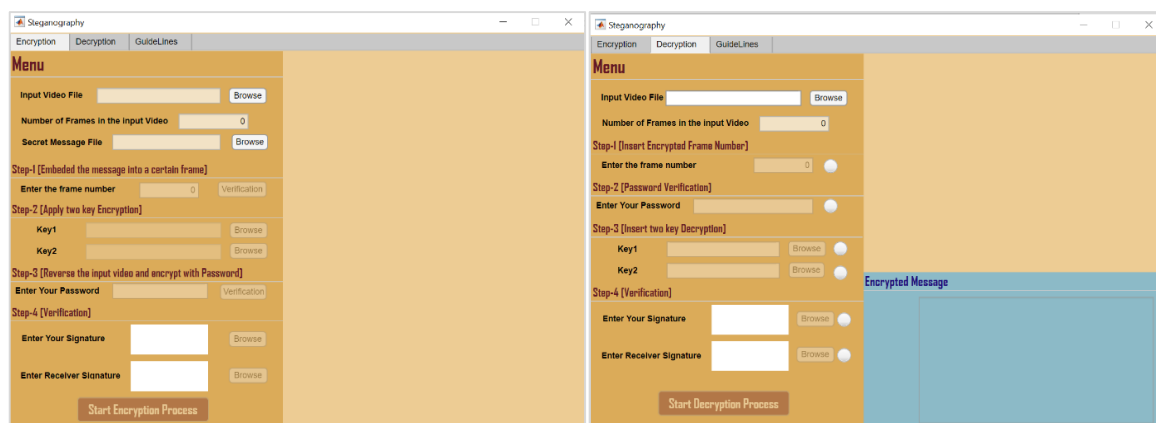 Steganography
Encryption Decryption GuideLines
Menu
Input Video File Browse
Number of Frames in the input Video 0
Secret Message File Browse
Step-1 [Embeded the message into a certain frame]
Enter the frame number 0 Verification
Step-2 [Apply two key Encryption]
Key1 Browse
Key2 Browse
Step-3 [Reverse the input video and encrypt with Password]
Enter Your Password Verification
Step-4 [Verification]
Enter Your Signature Browse
Enter Receiver Signature Browse
Start Encryption Process
Steganography
Encryption Decryption GuideLines
Menu
Input Video File Browse
Number of Frames in the input Video 0
Step-1 [Insert Encrypted Frame Number]
Enter the frame number 0
Step-2 [Password Verification]
Enter Your Password
Step-3 [Insert two key Decryption]
Key1 Browse
Key2 Browse
Step-4 [Verification]
Enter Your Signature Browse
Enter Receiver Signature Browse
Start Decryption Process
Encrypted Message